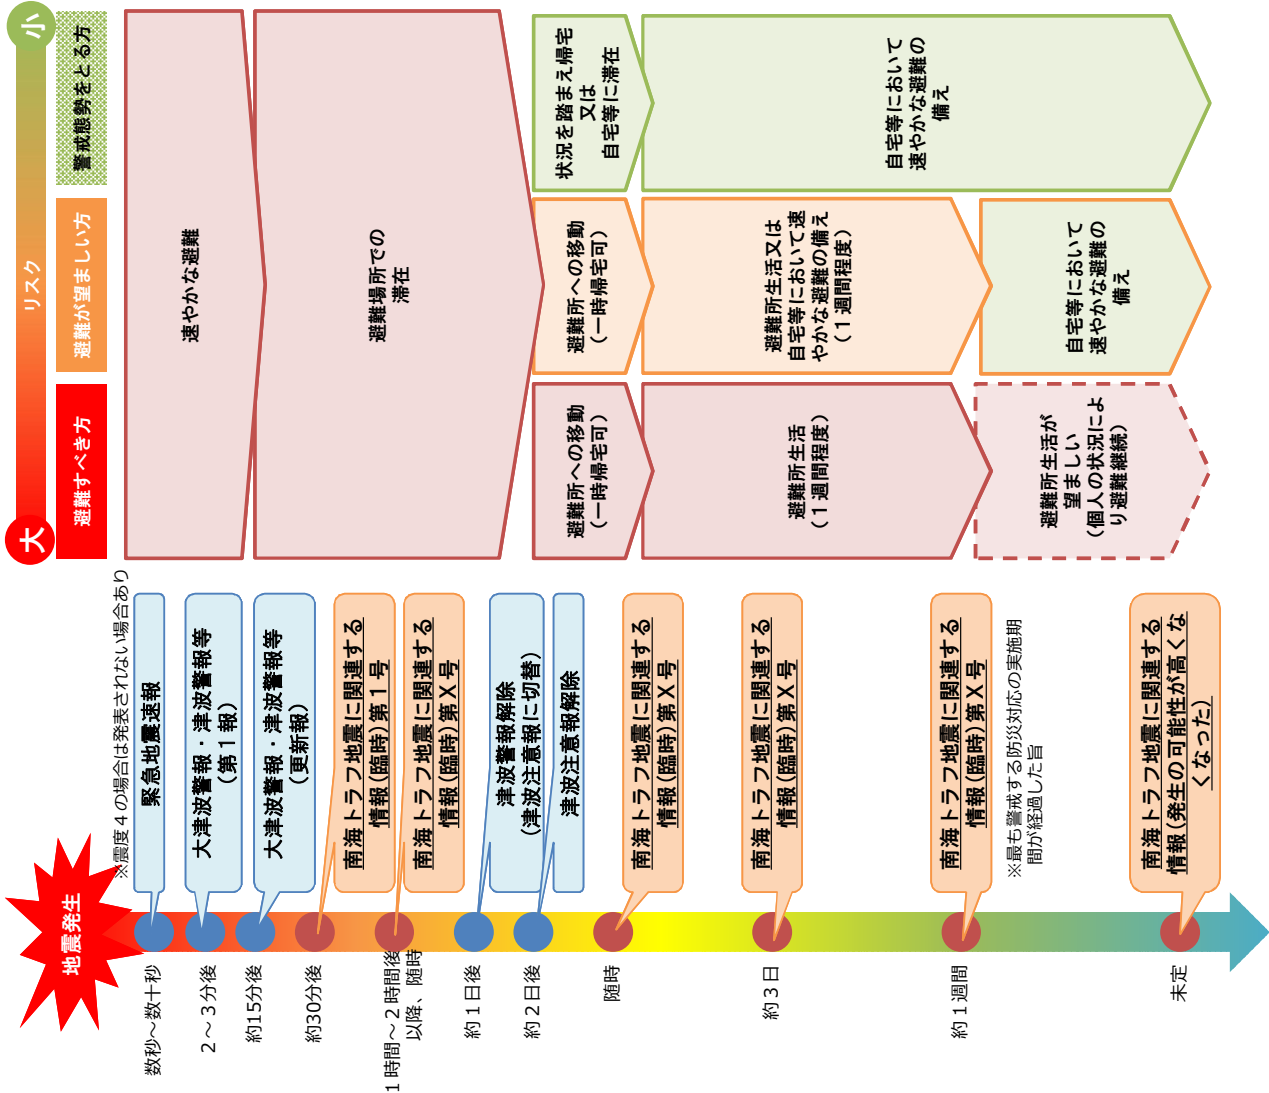 地震発生
数秒～数十秒
２～３分後
約15分後
約30分後
１時間～２時間後
以降、随時
約１日後
約２日後
随時
約３日
約１週間
未定
※震度４の場合は発表されない場合あり
緊急地震速報
大津波警報・津波警報等
（第１報）
大津波警報・津波警報等
（更新報）
南海トラフ地震に関連する
情報（臨時）第１号
南海トラフ地震に関連する
情報（臨時）第Ｘ号
津波警報解除
（津波注意報に切替）
津波注意報解除
南海トラフ地震に関連する
情報（臨時）第Ｘ号
南海トラフ地震に関連する
情報（臨時）第Ｘ号
南海トラフ地震に関連する
情報（臨時）第Ｘ号
※最も警戒する防災対応の実施期
間が経過した旨
南海トラフ地震に関連する
情報（発生の可能性が高くな
くなった）
大
リスク
小
避難すべき方
避難が望ましい方
警戒態勢をとる方
速やかな避難
避難場所での
滞在
避難所への移動
（一時帰宅可）
避難所への移動
（一時帰宅可）
状況を踏まえ帰宅
又は
自宅等に滞在
避難所生活
（１週間程度）
避難所生活又は
自宅等において速
やかな避難の備え
（１週間程度）
自宅等において
速やかな避難の
備え
避難所生活が
望ましい
（個人の状況によ
り避難継続）
自宅等において
速やかな避難の
備え